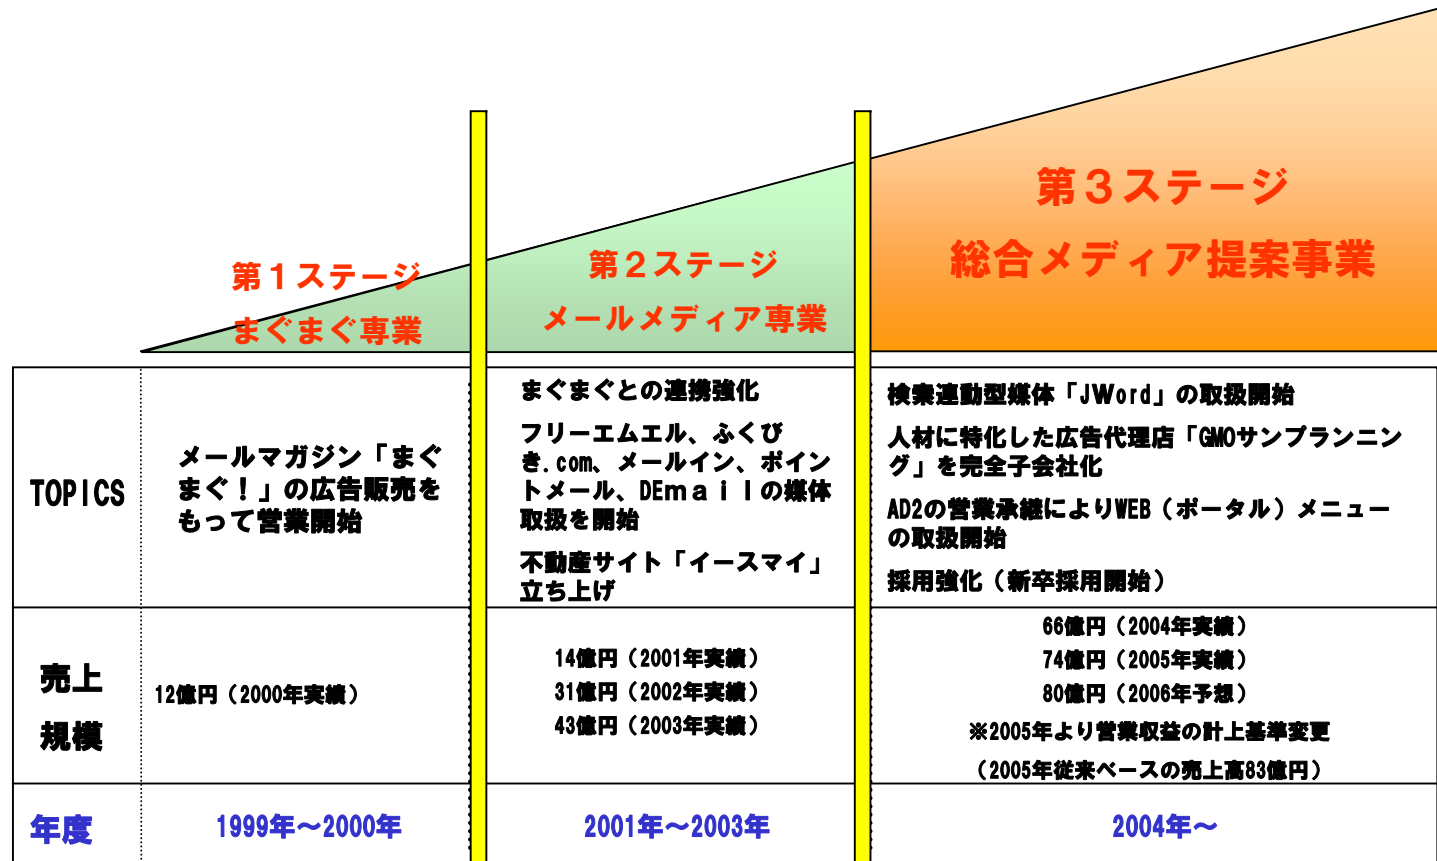 第１ステージ
まぐまぐ専業
第２ステージ
メールメディア専業
第３ステージ
総合メディア提案事業
TOPICS
メールマガジン「まぐ
まぐ！」の広告販売を
もって営業開始
まぐまぐとの連携強化
フリーエムエル、ふくび
き.com、メールイン、ポイン
トメール、DEｍａｉｌの媒体
取扱を開始
不動産サイト「イースマイ」
立ち上げ
検索連動型媒体「JWord」の取扱開始
人材に特化した広告代理店「GMOサンプランニン
グ」を完全子会社化
AD2の営業承継によりWEB（ポータル）メニュー
の取扱開始
採用強化（新卒採用開始）
売上
規模
12億円（2000年実績）
14億円（2001年実績）
31億円（2002年実績）
43億円（2003年実績）
66億円（2004年実績）
74億円（2005年実績）
80億円（2006年予想）
※2005年より営業収益の計上基準変更
（2005年従来ベースの売上高83億円）
年度
1999年～2000年
2001年～2003年
2004年～